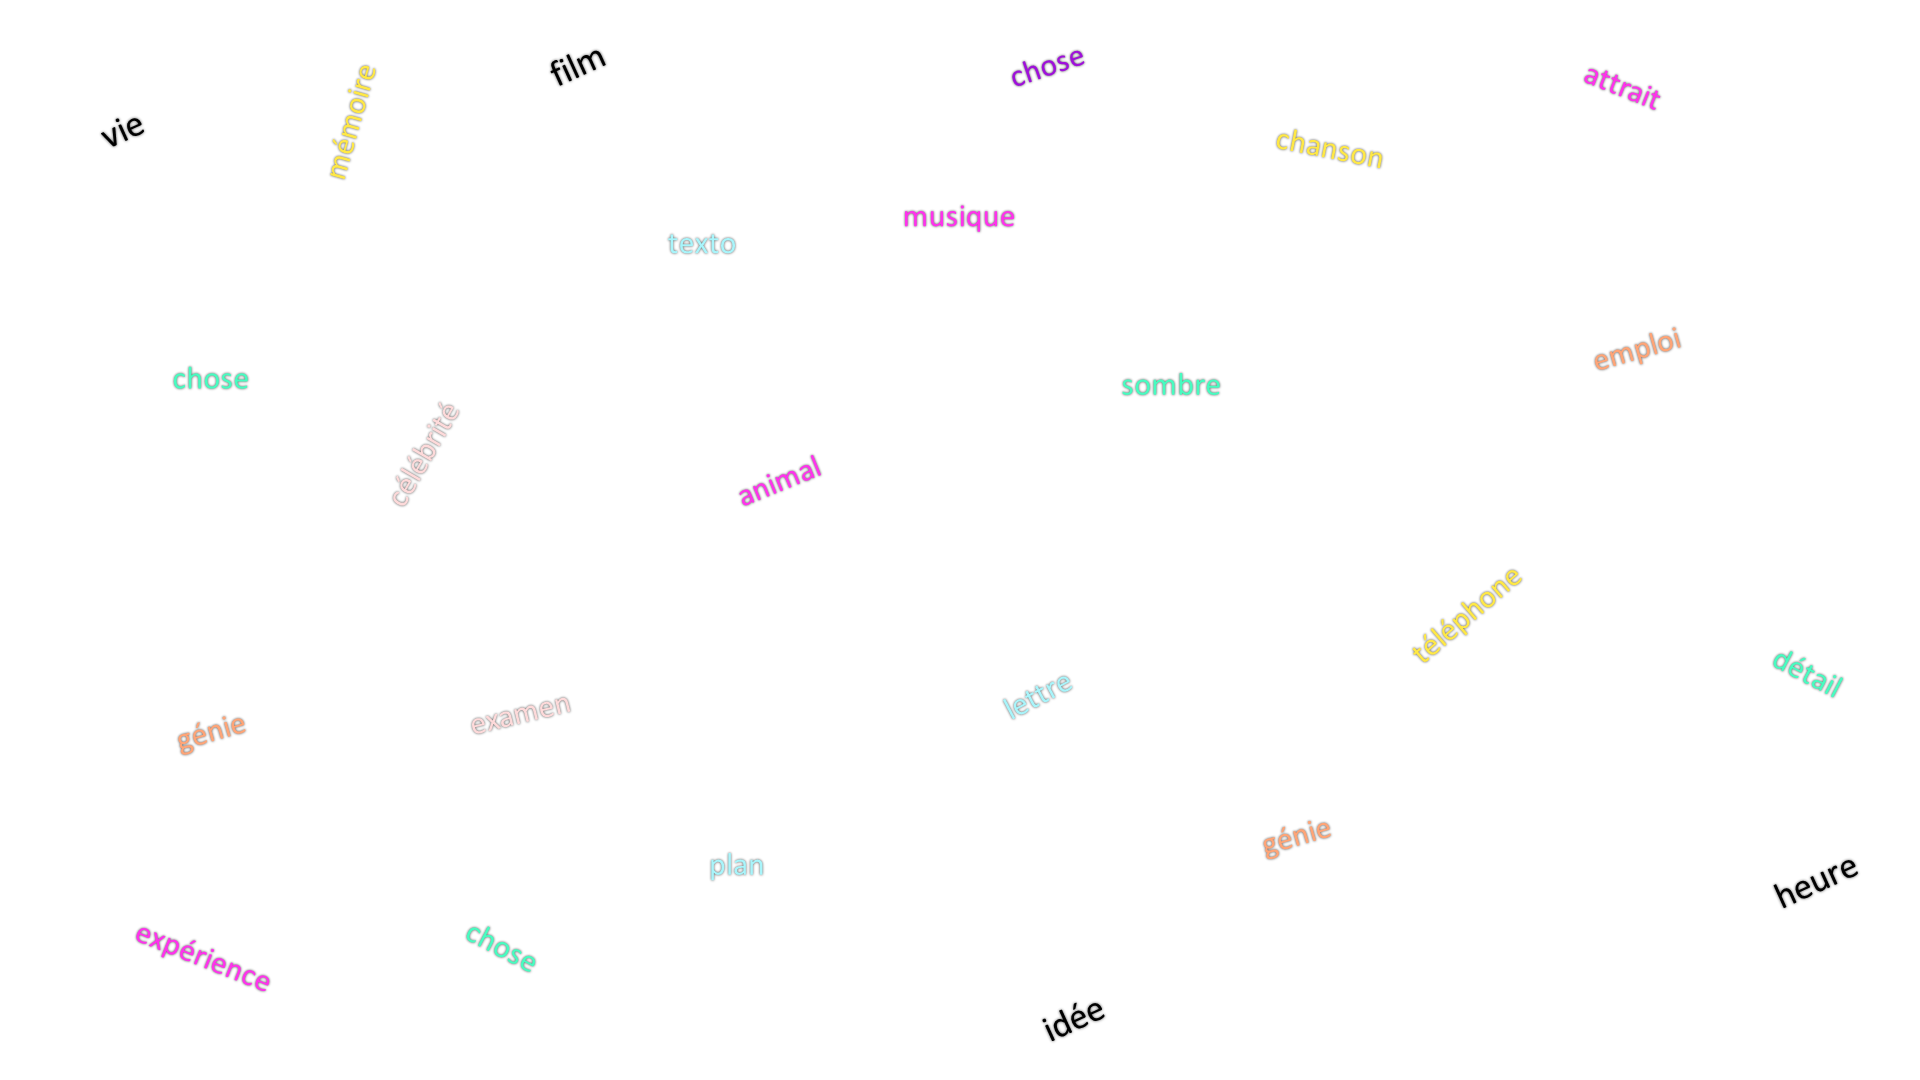 film
chose
attrait
vie
mémoire
chanson
musique
texto
emploi
chose
sombre
célébrité
animal
téléphone
détail
lettre
examen
génie
génie
plan
heure
expérience
chose
idée